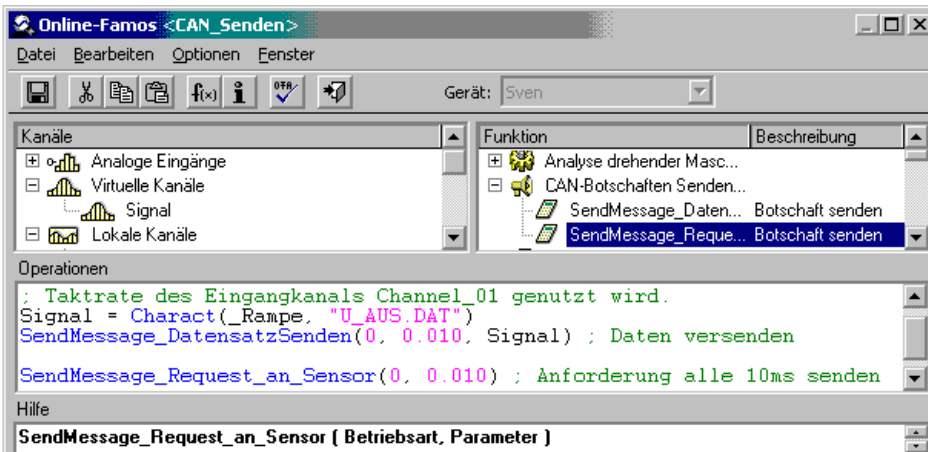 Online-Famos <CAN_Senden>
Datei Bearbeiten Optionen Fenster
f(x) i OFA Gerät: Sven
Kanäle
Analoge Eingänge
Virtuelle Kanäle
Signal
Lokale Kanäle
Funktion Beschreibung
Analyse drehender Masc...
CAN-Botschaften Senden...
SendMessage_Daten... Botschaft senden
SendMessage_Reque... Botschaft senden
Operationen
; Taktrate des Eingangkanals Channel_01 genutzt wird.
Signal = Charact(_Rampe, "U_AUS.DAT")
SendMessage_DatensatzSenden(0, 0.010, Signal) ; Daten versenden
SendMessage_Request_an_Sensor(0, 0.010) ; Anforderung alle 10ms senden
Hilfe
SendMessage_Request_an_Sensor ( Betriebsart, Parameter )